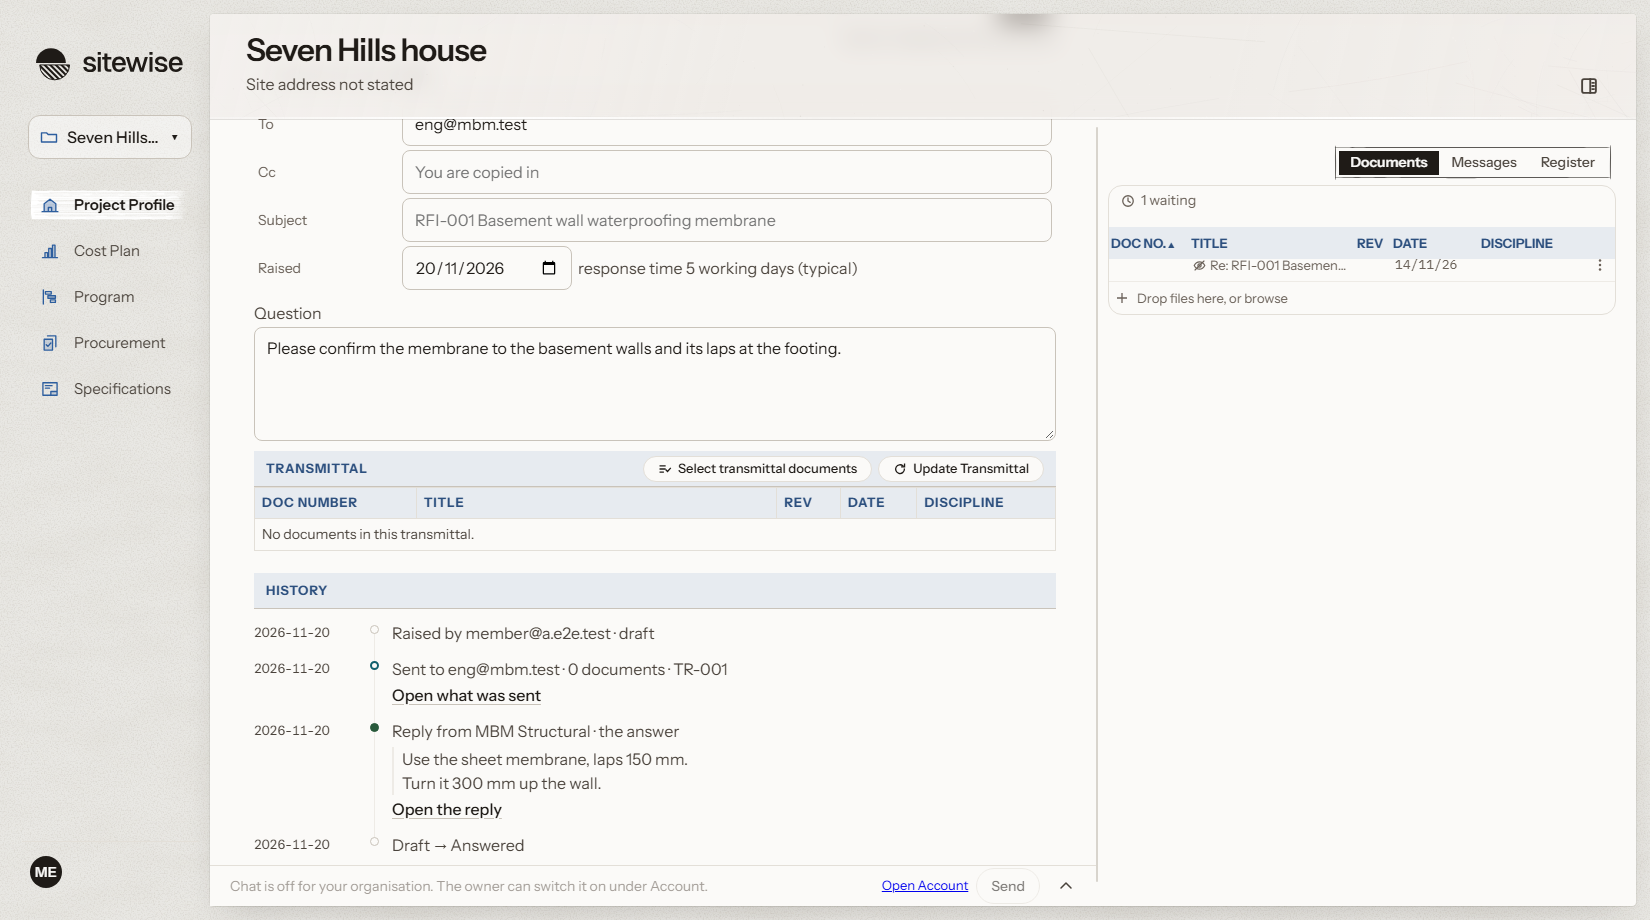 sitewise
Seven Hills...
Project Profile
Cost Plan
Program
Procurement
Specifications
ME
Seven Hills house
Site address not stated
To
eng@mbm.test
Cc
You are copied in
Subject
RFI-001 Basement wall waterproofing membrane
Raised
20/11/2026
response time 5 working days (typical)
Question
Please confirm the membrane to the basement walls and its laps at the footing.
TRANSMITTAL
Select transmittal documents
Update Transmittal
DOC NUMBER TITLE REV DATE DISCIPLINE
No documents in this transmittal.
HISTORY
2026-11-20 Raised by member@a.e2e.test · draft
2026-11-20 Sent to eng@mbm.test · 0 documents · TR-001
Open what was sent
2026-11-20 Reply from MBM Structural · the answer
Use the sheet membrane, laps 150 mm.
Turn it 300 mm up the wall.
Open the reply
2026-11-20 Draft → Answered
Chat is off for your organisation. The owner can switch it on under Account.
Open Account
Send
Documents Messages Register
1 waiting
DOC NO. TITLE REV DATE DISCIPLINE
Re: RFI-001 Basemen... 14/11/26
Drop files here, or browse